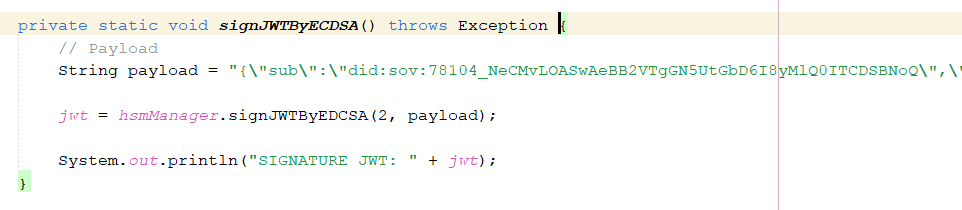 private static void signJWTByECDSA() throws Exception {
// Payload
String payload = "{\"sub\":\"did:sov:78104_NeCMvLOASwAeBB2VTgGN5UtGbD6I8yMlQ0ITCDSBNoQ\",\"
jwt = hsmManager.signJWTByEDCSA(2, payload);
System.out.println("SIGNATURE JWT: " + jwt);
}